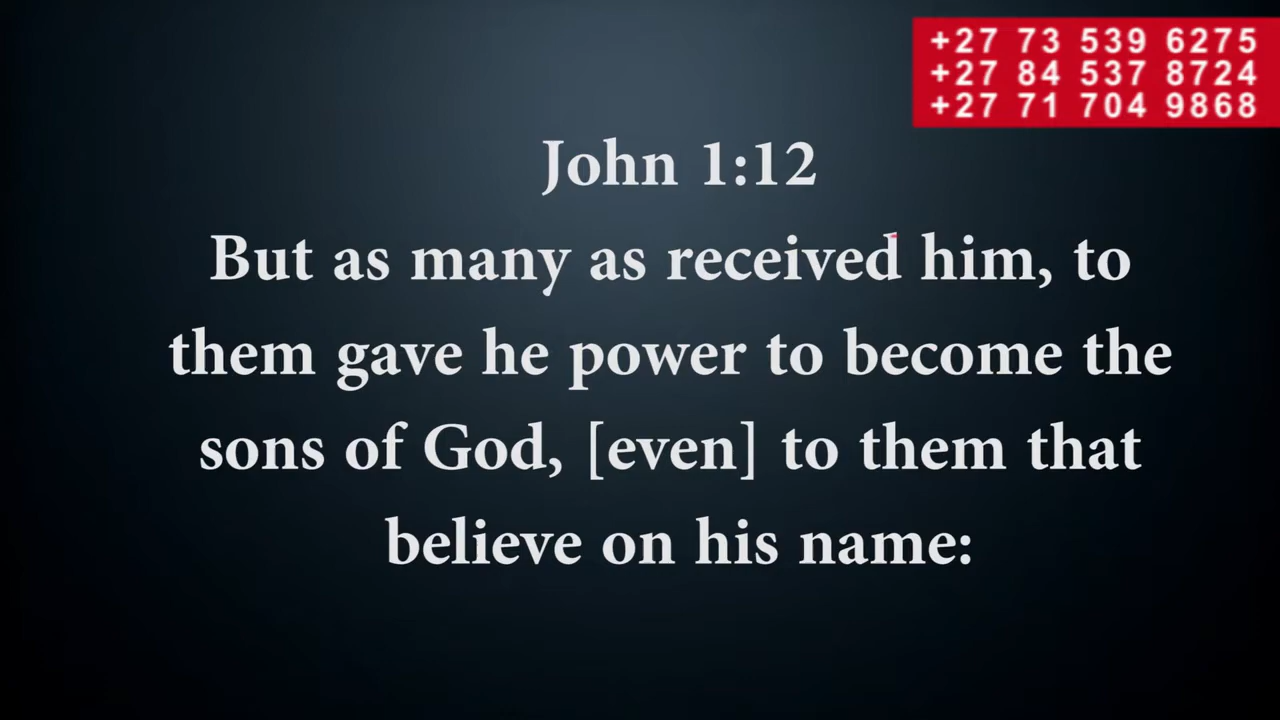 +27 73 539 6275
+27 84 537 8724
+27 71 704 9868
John 1:12
But as many as received him, to
them gave he power to become the
sons of God, [even] to them that
believe on his name: